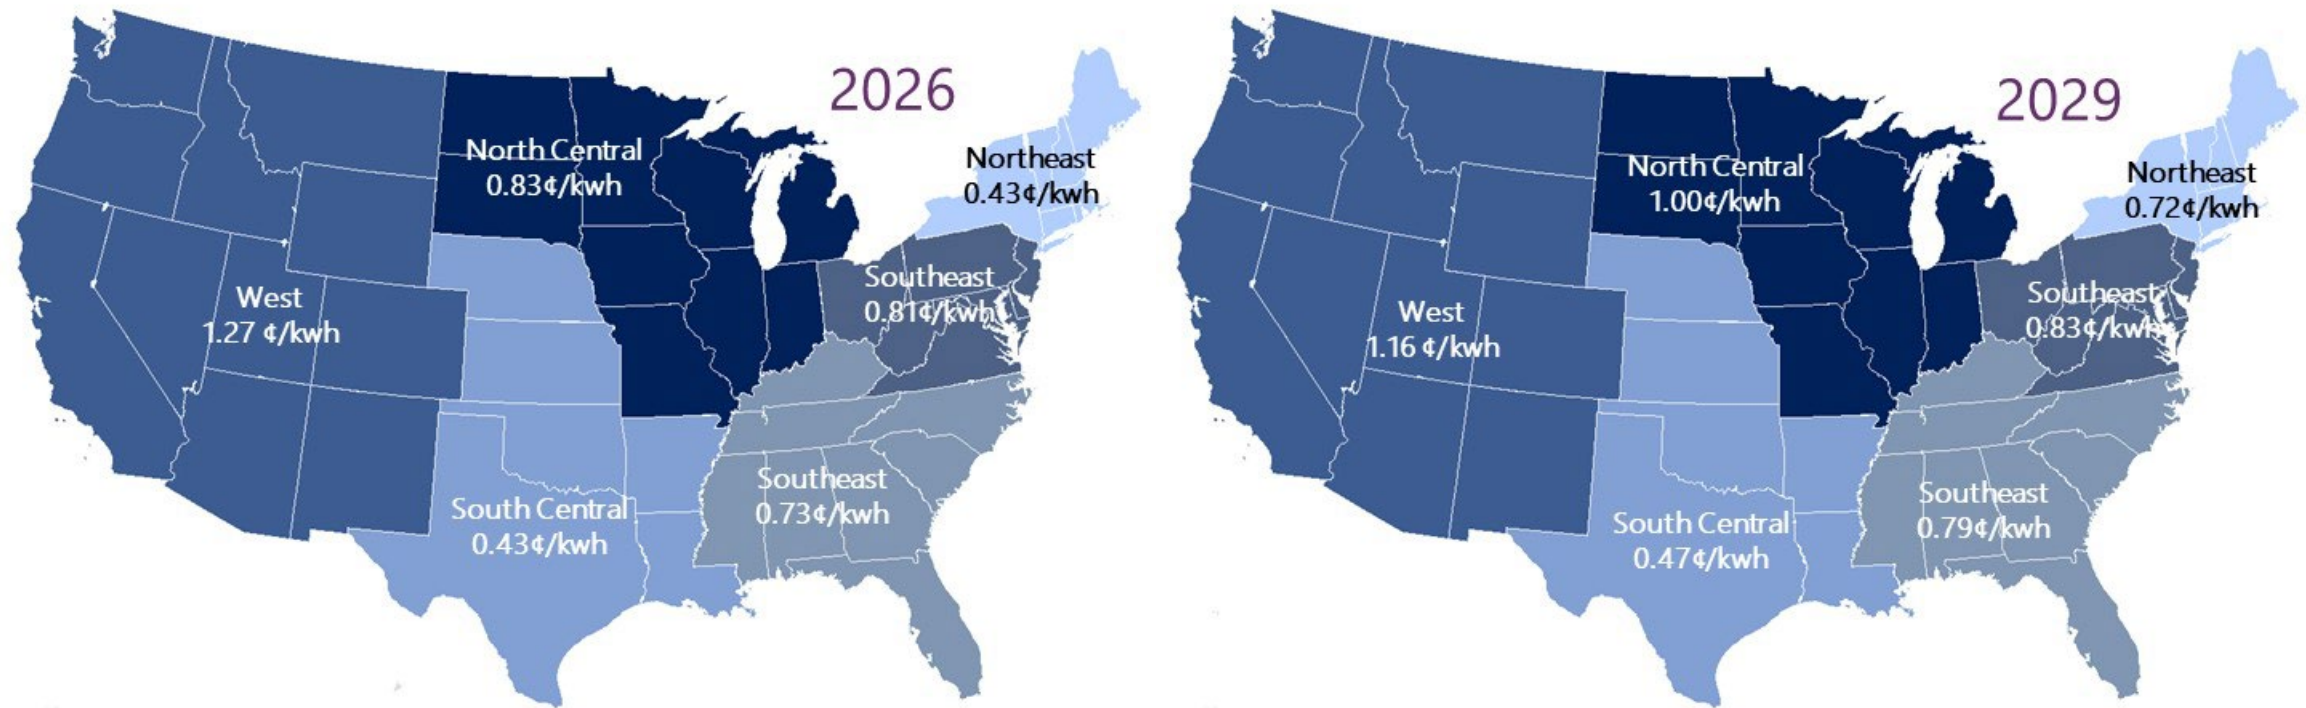 2026
North Central
0.83¢/kwh
Northeast
0.43¢/kwh
Southeast
0.81¢/kwh
West
1.27 ¢/kwh
Southeast
0.73¢/kwh
South Central
0.43¢/kwh
2029
North Central
1.00¢/kwh
Northeast
0.72¢/kwh
Southeast
0.83¢/kwh
West
1.16 ¢/kwh
Southeast
0.79¢/kwh
South Central
0.47¢/kwh